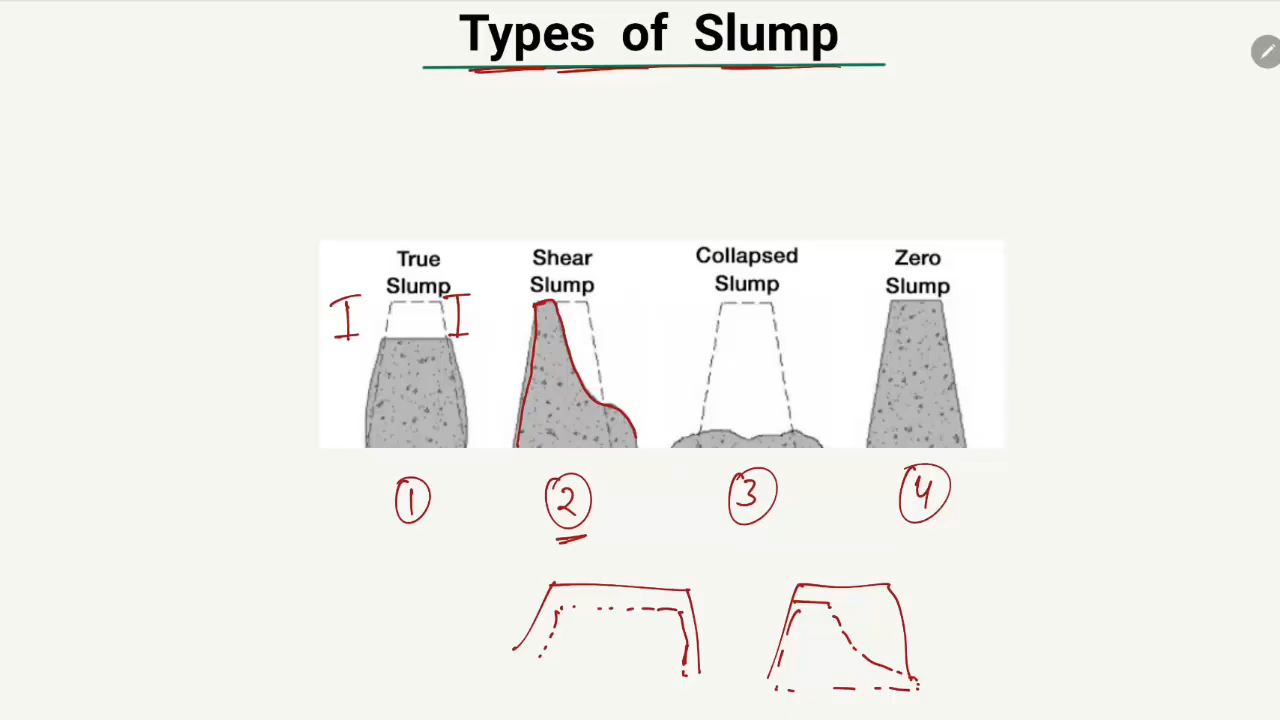 Types of Slump
True Slump
Shear Slump
Collapsed Slump
Zero Slump
I I
1 2 3 4